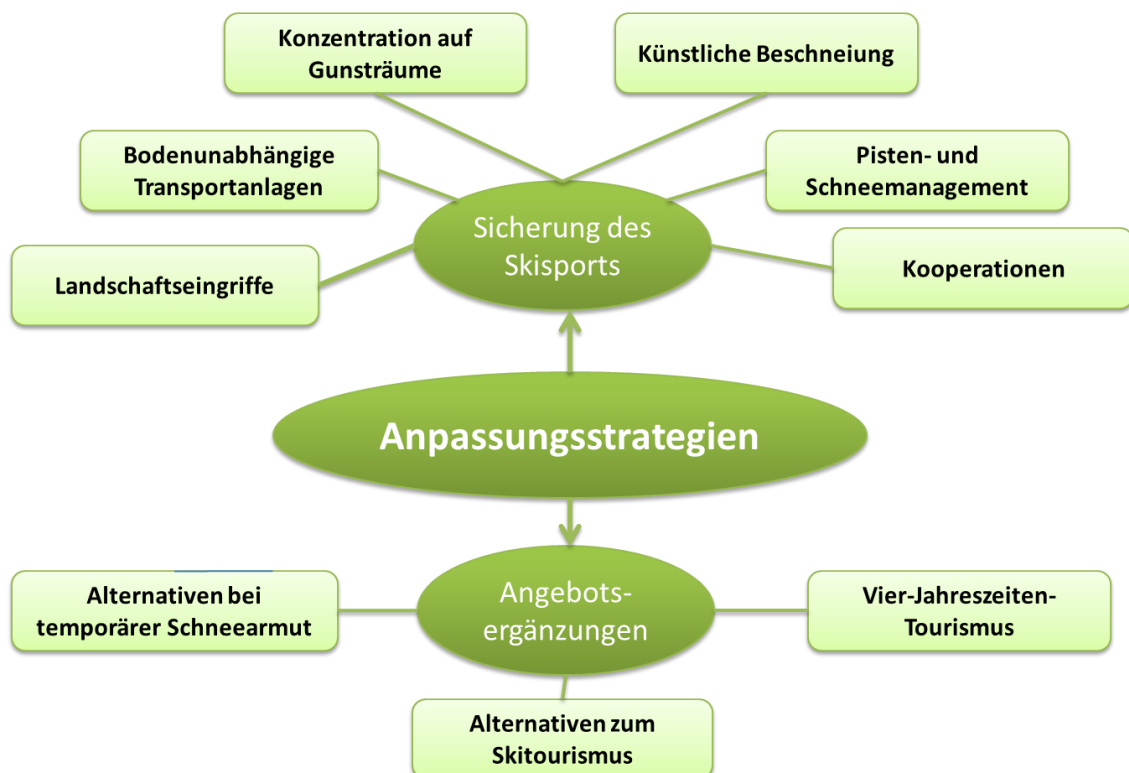 Konzentration auf
Gunsträume
Künstliche Beschneiung
Bodenunabhängige
Transportanlagen
Pisten- und
Schneemanagement
Sicherung des
Skisports
Landschaftseingriffe
Kooperationen
Anpassungsstrategien
Alternativen bei
temporärer Schneearmut
Angebots-
ergänzungen
Vier-Jahreszeiten-
Tourismus
Alternativen zum
Skitourismus